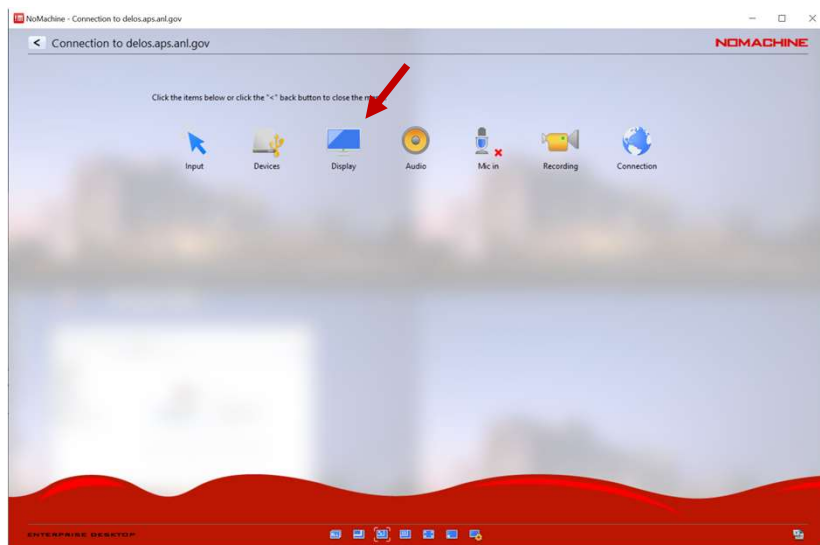 NoMachine - Connection to delos.aps.anl.gov
Connection to delos.aps.anl.gov
NOMACHINE
Click the items below or click the "<" back button to close the
Input Devices Display Audio Mic in Recording Connection
ENTERPRISE DESKTOP